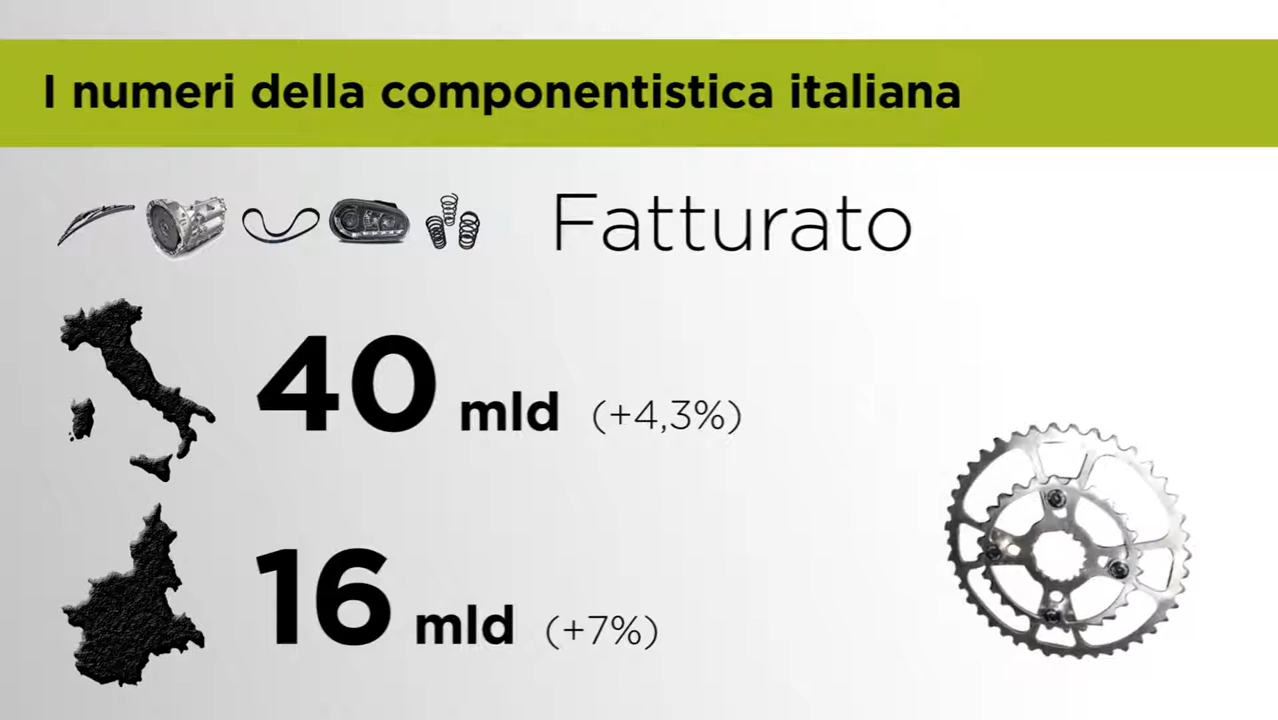 I numeri della componentistica italiana
Fatturato
40 mld (+4,3%)
16 mld (+7%)